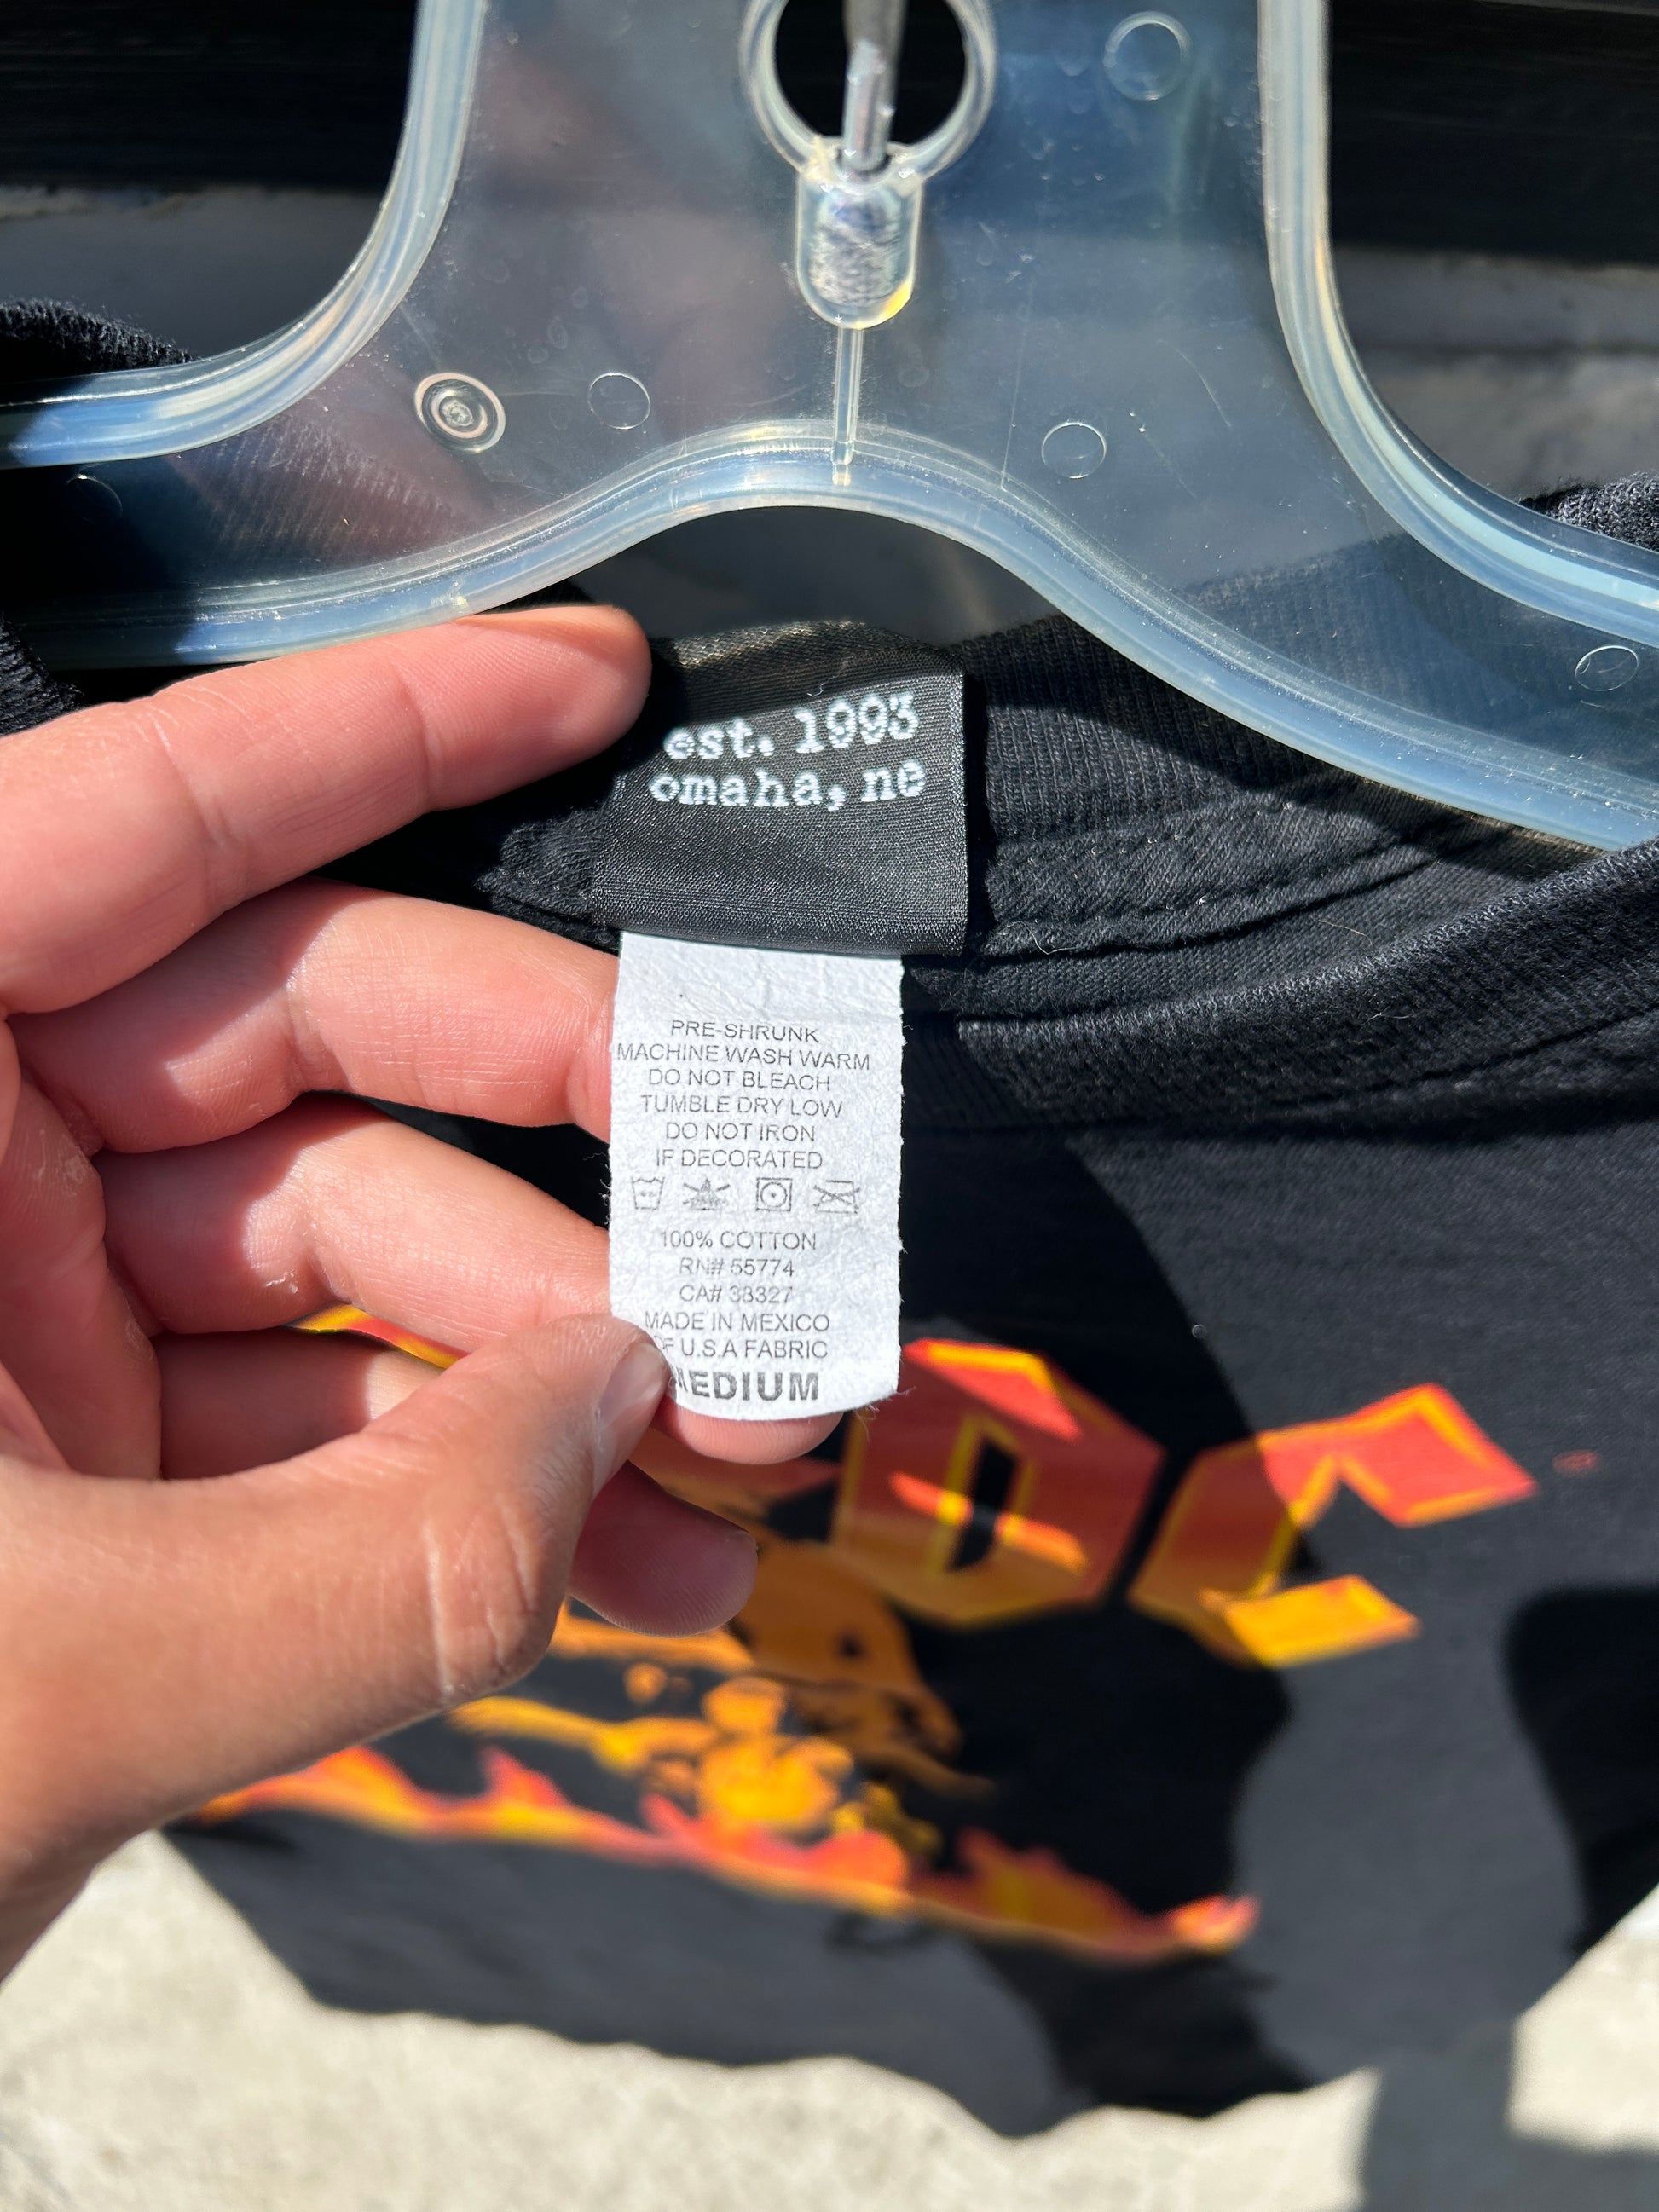 est. 1993
omaha, ne
PRE-SHRUNK
MACHINE WASH WARM
DO NOT BLEACH
TUMBLE DRY LOW
DO NOT IRON
IF DECORATED
100% COTTON
RN# 55774
CA# 38327
MADE IN MEXICO
OF U.S.A FABRIC
MEDIUM
DC